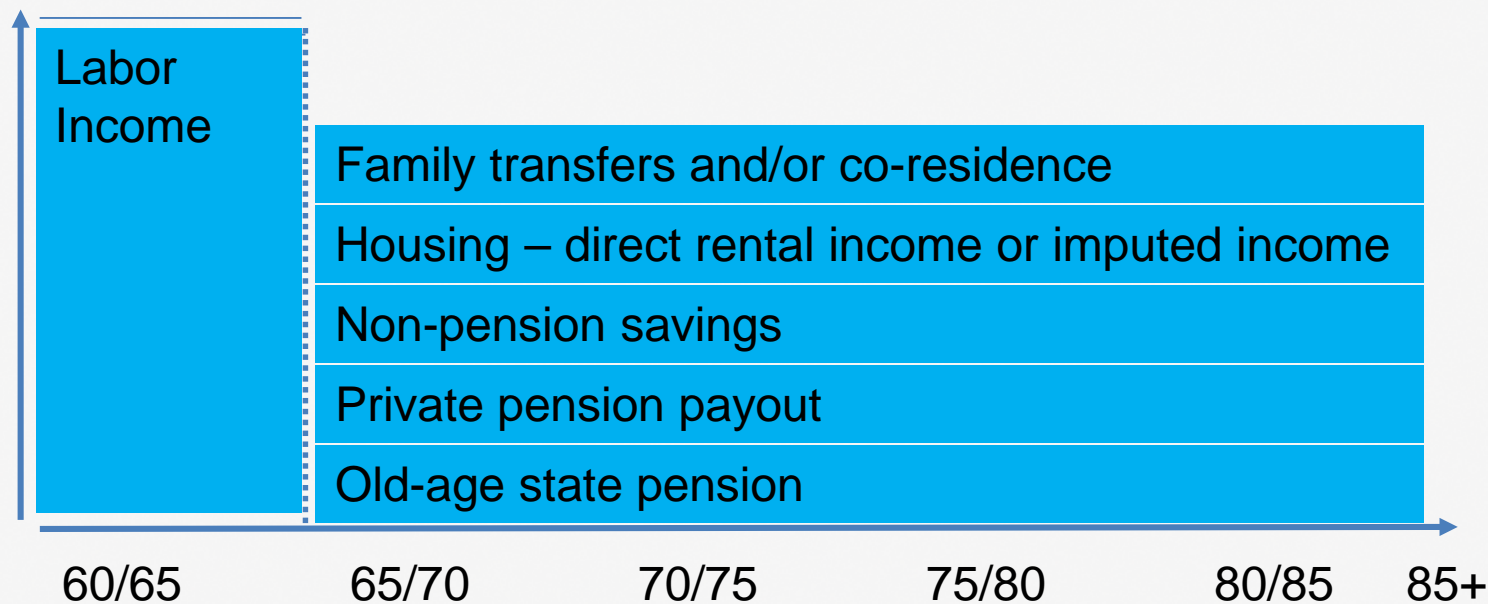 Labor
Income
Family transfers and/or co-residence
Housing – direct rental income or imputed income
Non-pension savings
Private pension payout
Old-age state pension
60/65 65/70 70/75 75/80 80/85 85+